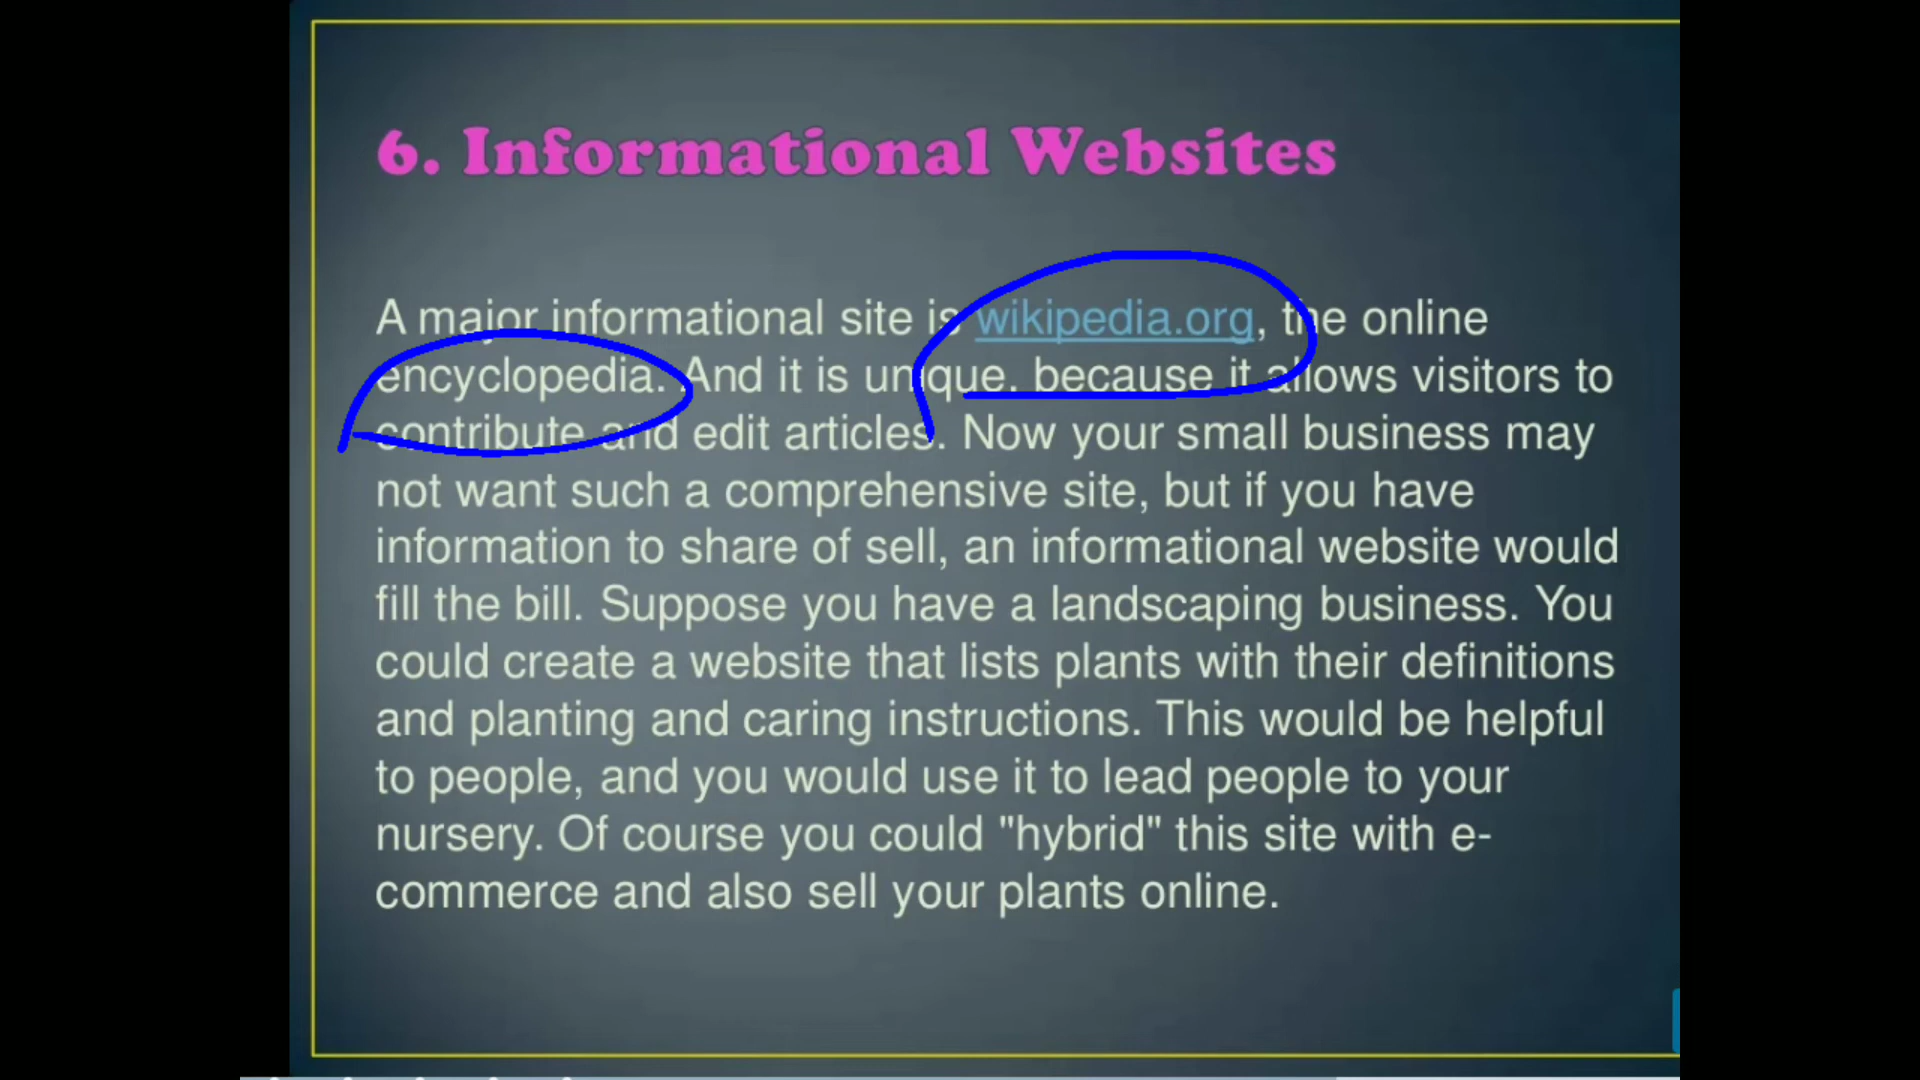 6. Informational Websites
A major informational site is wikipedia.org, the online
encyclopedia. And it is unique, because it allows visitors to
contribute and edit articles. Now your small business may
not want such a comprehensive site, but if you have
information to share of sell, an informational website would
fill the bill. Suppose you have a landscaping business. You
could create a website that lists plants with their definitions
and planting and caring instructions. This would be helpful
to people, and you would use it to lead people to your
nursery. Of course you could "hybrid" this site with e-
commerce and also sell your plants online.